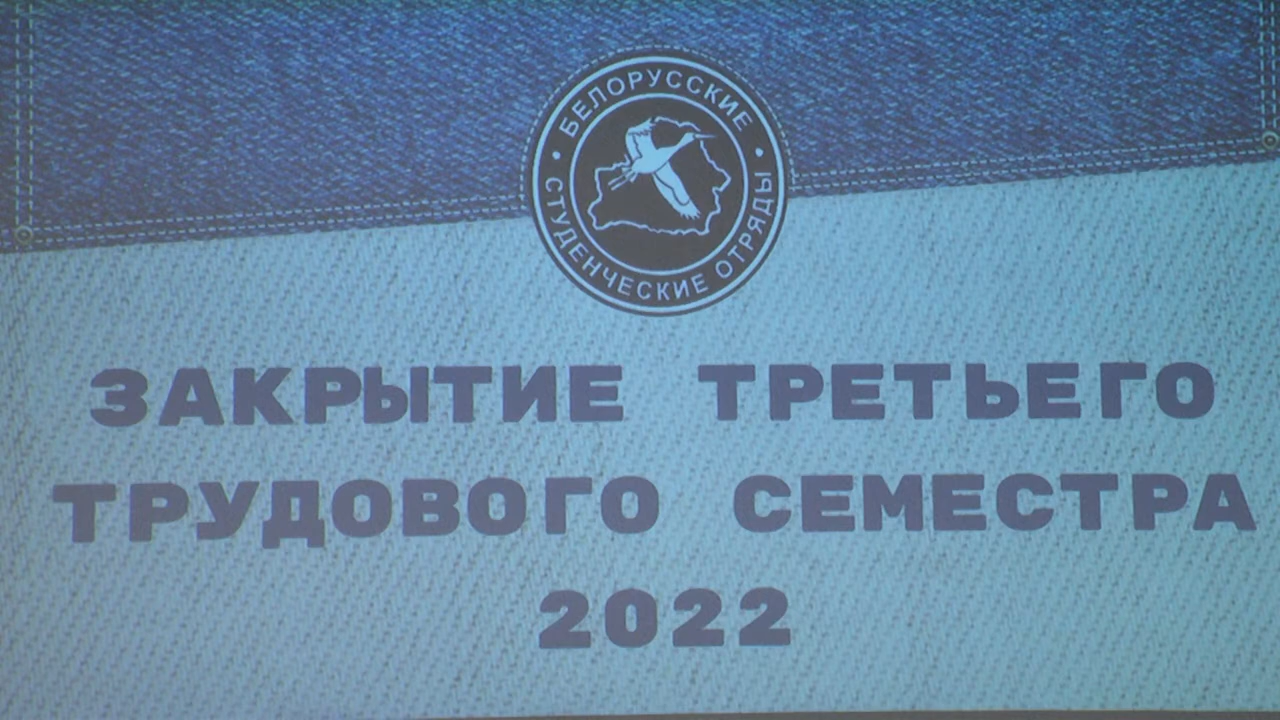 БЕЛОРУССКИЕ
СТУДЕНЧЕСКИЕ ОТРЯДЫ
ЗАКРЫТИЕ ТРЕТЬЕГО
ТРУДОВОГО СЕМЕСТРА
2022